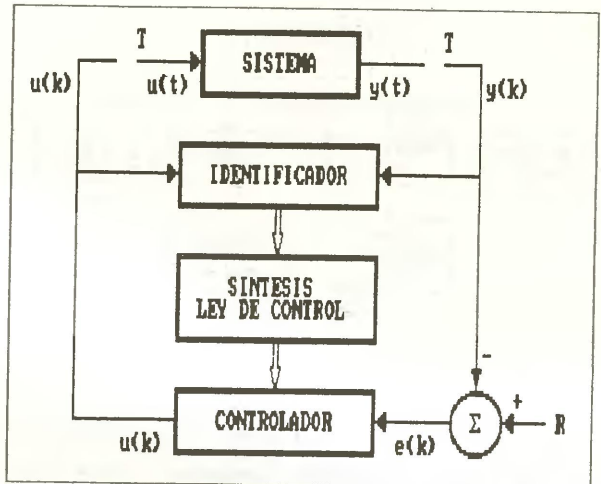 T
SISTEMA
T
u(k)
u(t)
y(t)
y(k)
IDENTIFICADOR
SINTESIS
LEY DE CONTROL
-
+
CONTROLADOR
Σ
R
u(k)
e(k)